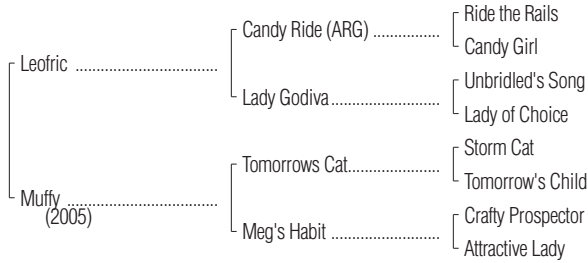 Ride the Rails
Candy Ride (ARG) ..................
Candy Girl
Leofric ......................................
Unbridled's Song
Lady Godiva.............................
Lady of Choice
Storm Cat
Tomorrows Cat........................
Tomorrow's Child
Muffy ........................................
(2005)
Crafty Prospector
Meg's Habit .............................
Attractive Lady